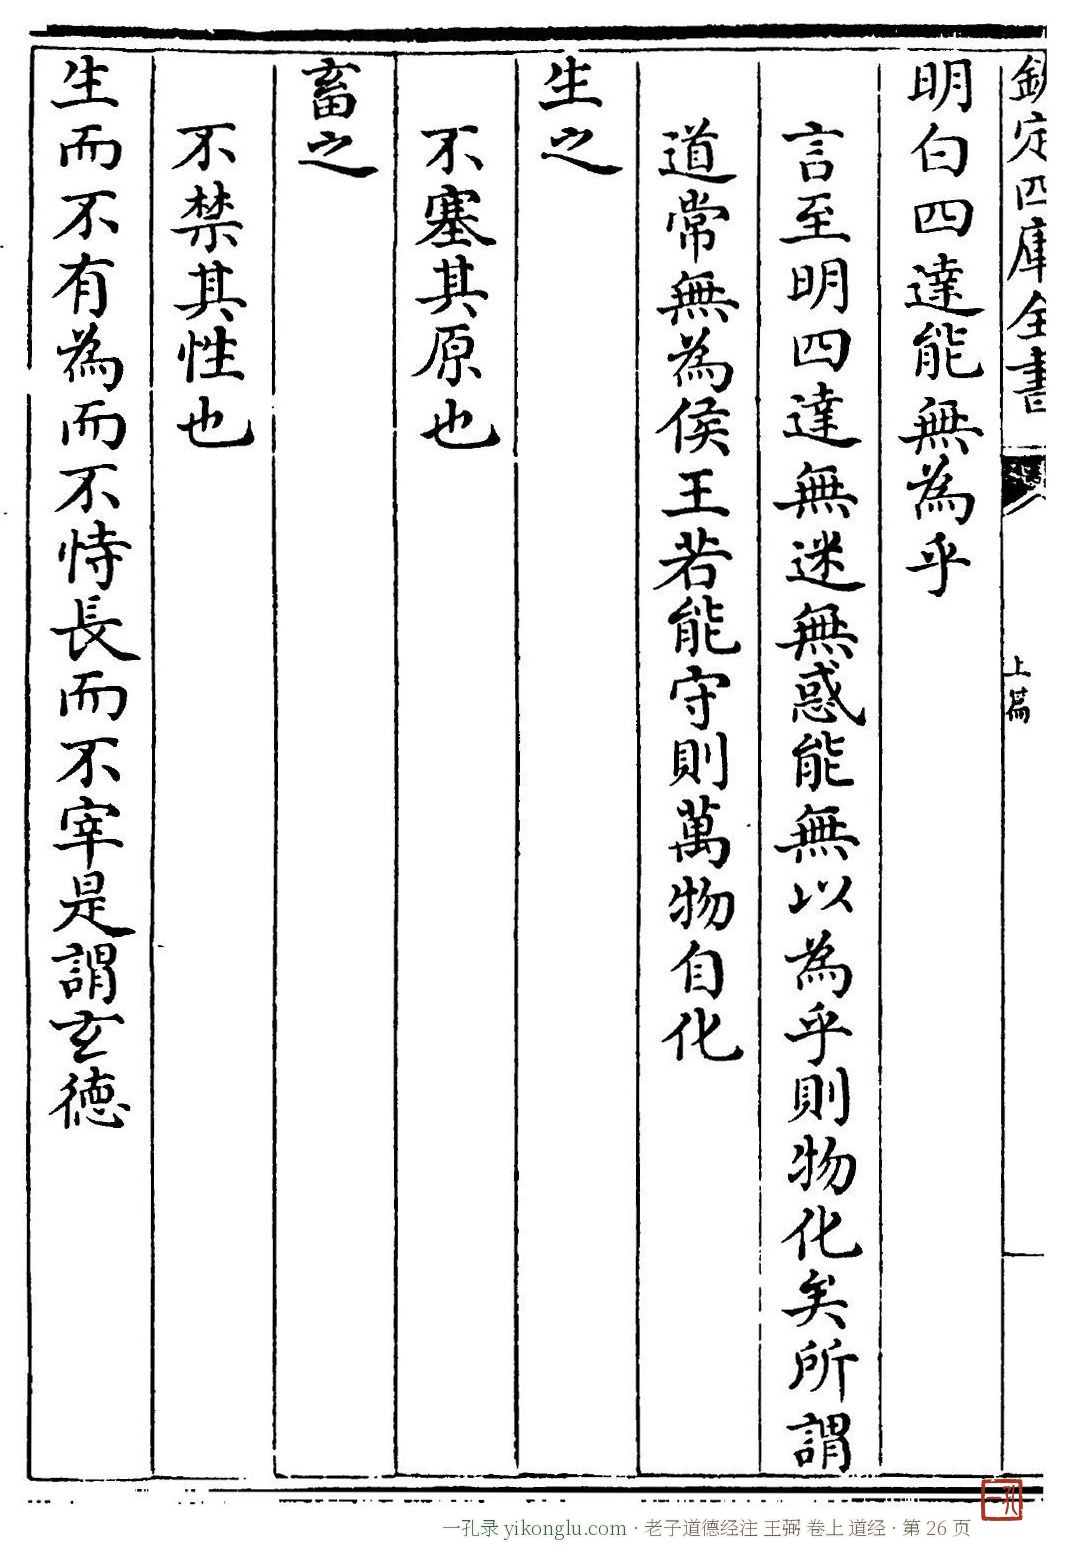 欽定四庫全書
上篇
明白四達能無為乎
言至明四達無迷無惑能無以為乎則物化矣所謂
道常無為侯王若能守則萬物自化
生之
不塞其原也
畜之
不禁其性也
生而不有為而不恃長而不宰是謂玄德
一孔录 yikonglu.com · 老子道德经注 王弼 卷上 道经 · 第 26 页
一孔